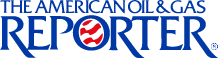 THE AMERICAN OIL & GAS
REPORTER®